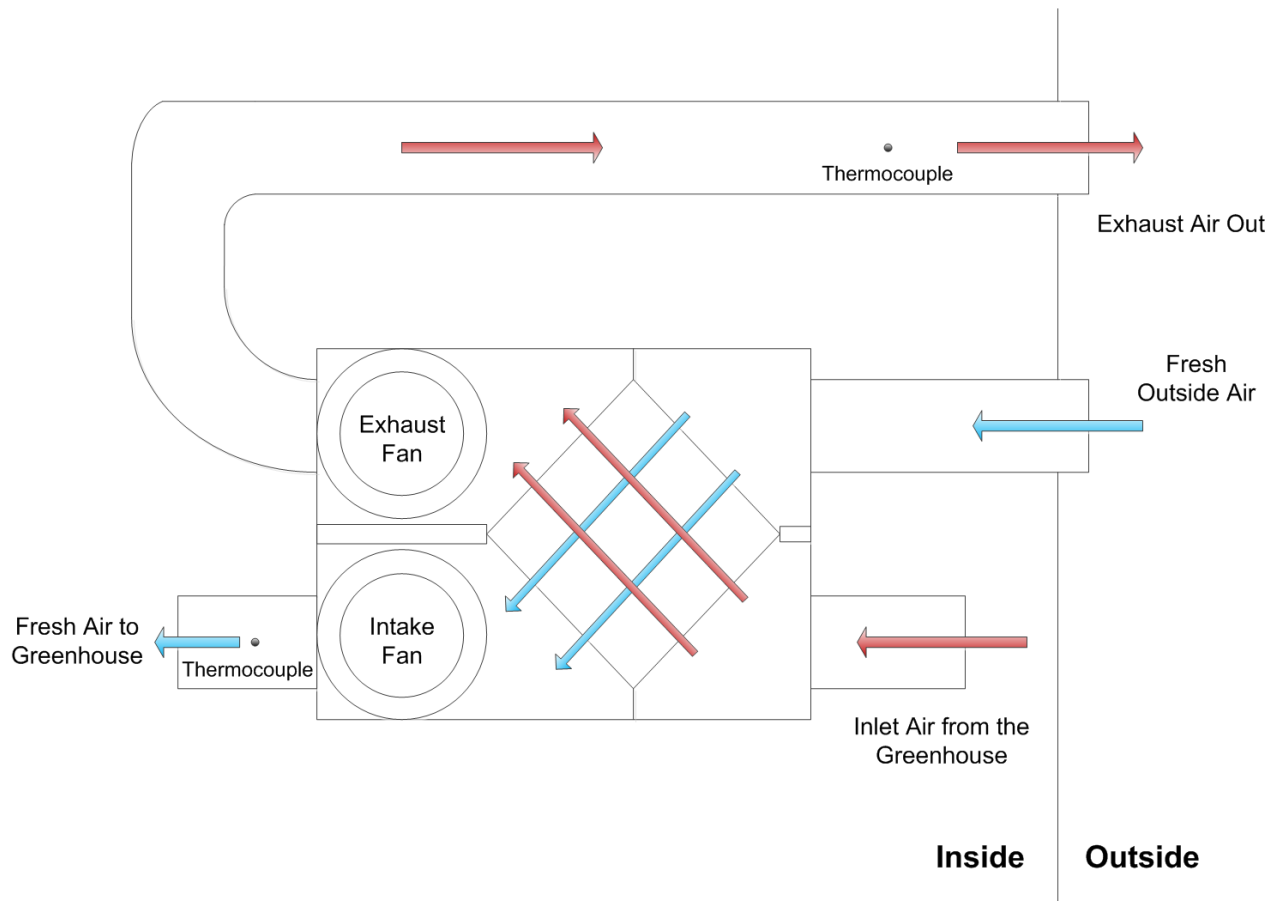 Thermocouple
Exhaust Air Out
Fresh
Outside Air
Exhaust
Fan
Intake
Fan
Fresh Air to
Greenhouse
Thermocouple
Inlet Air from the
Greenhouse
Inside
Outside